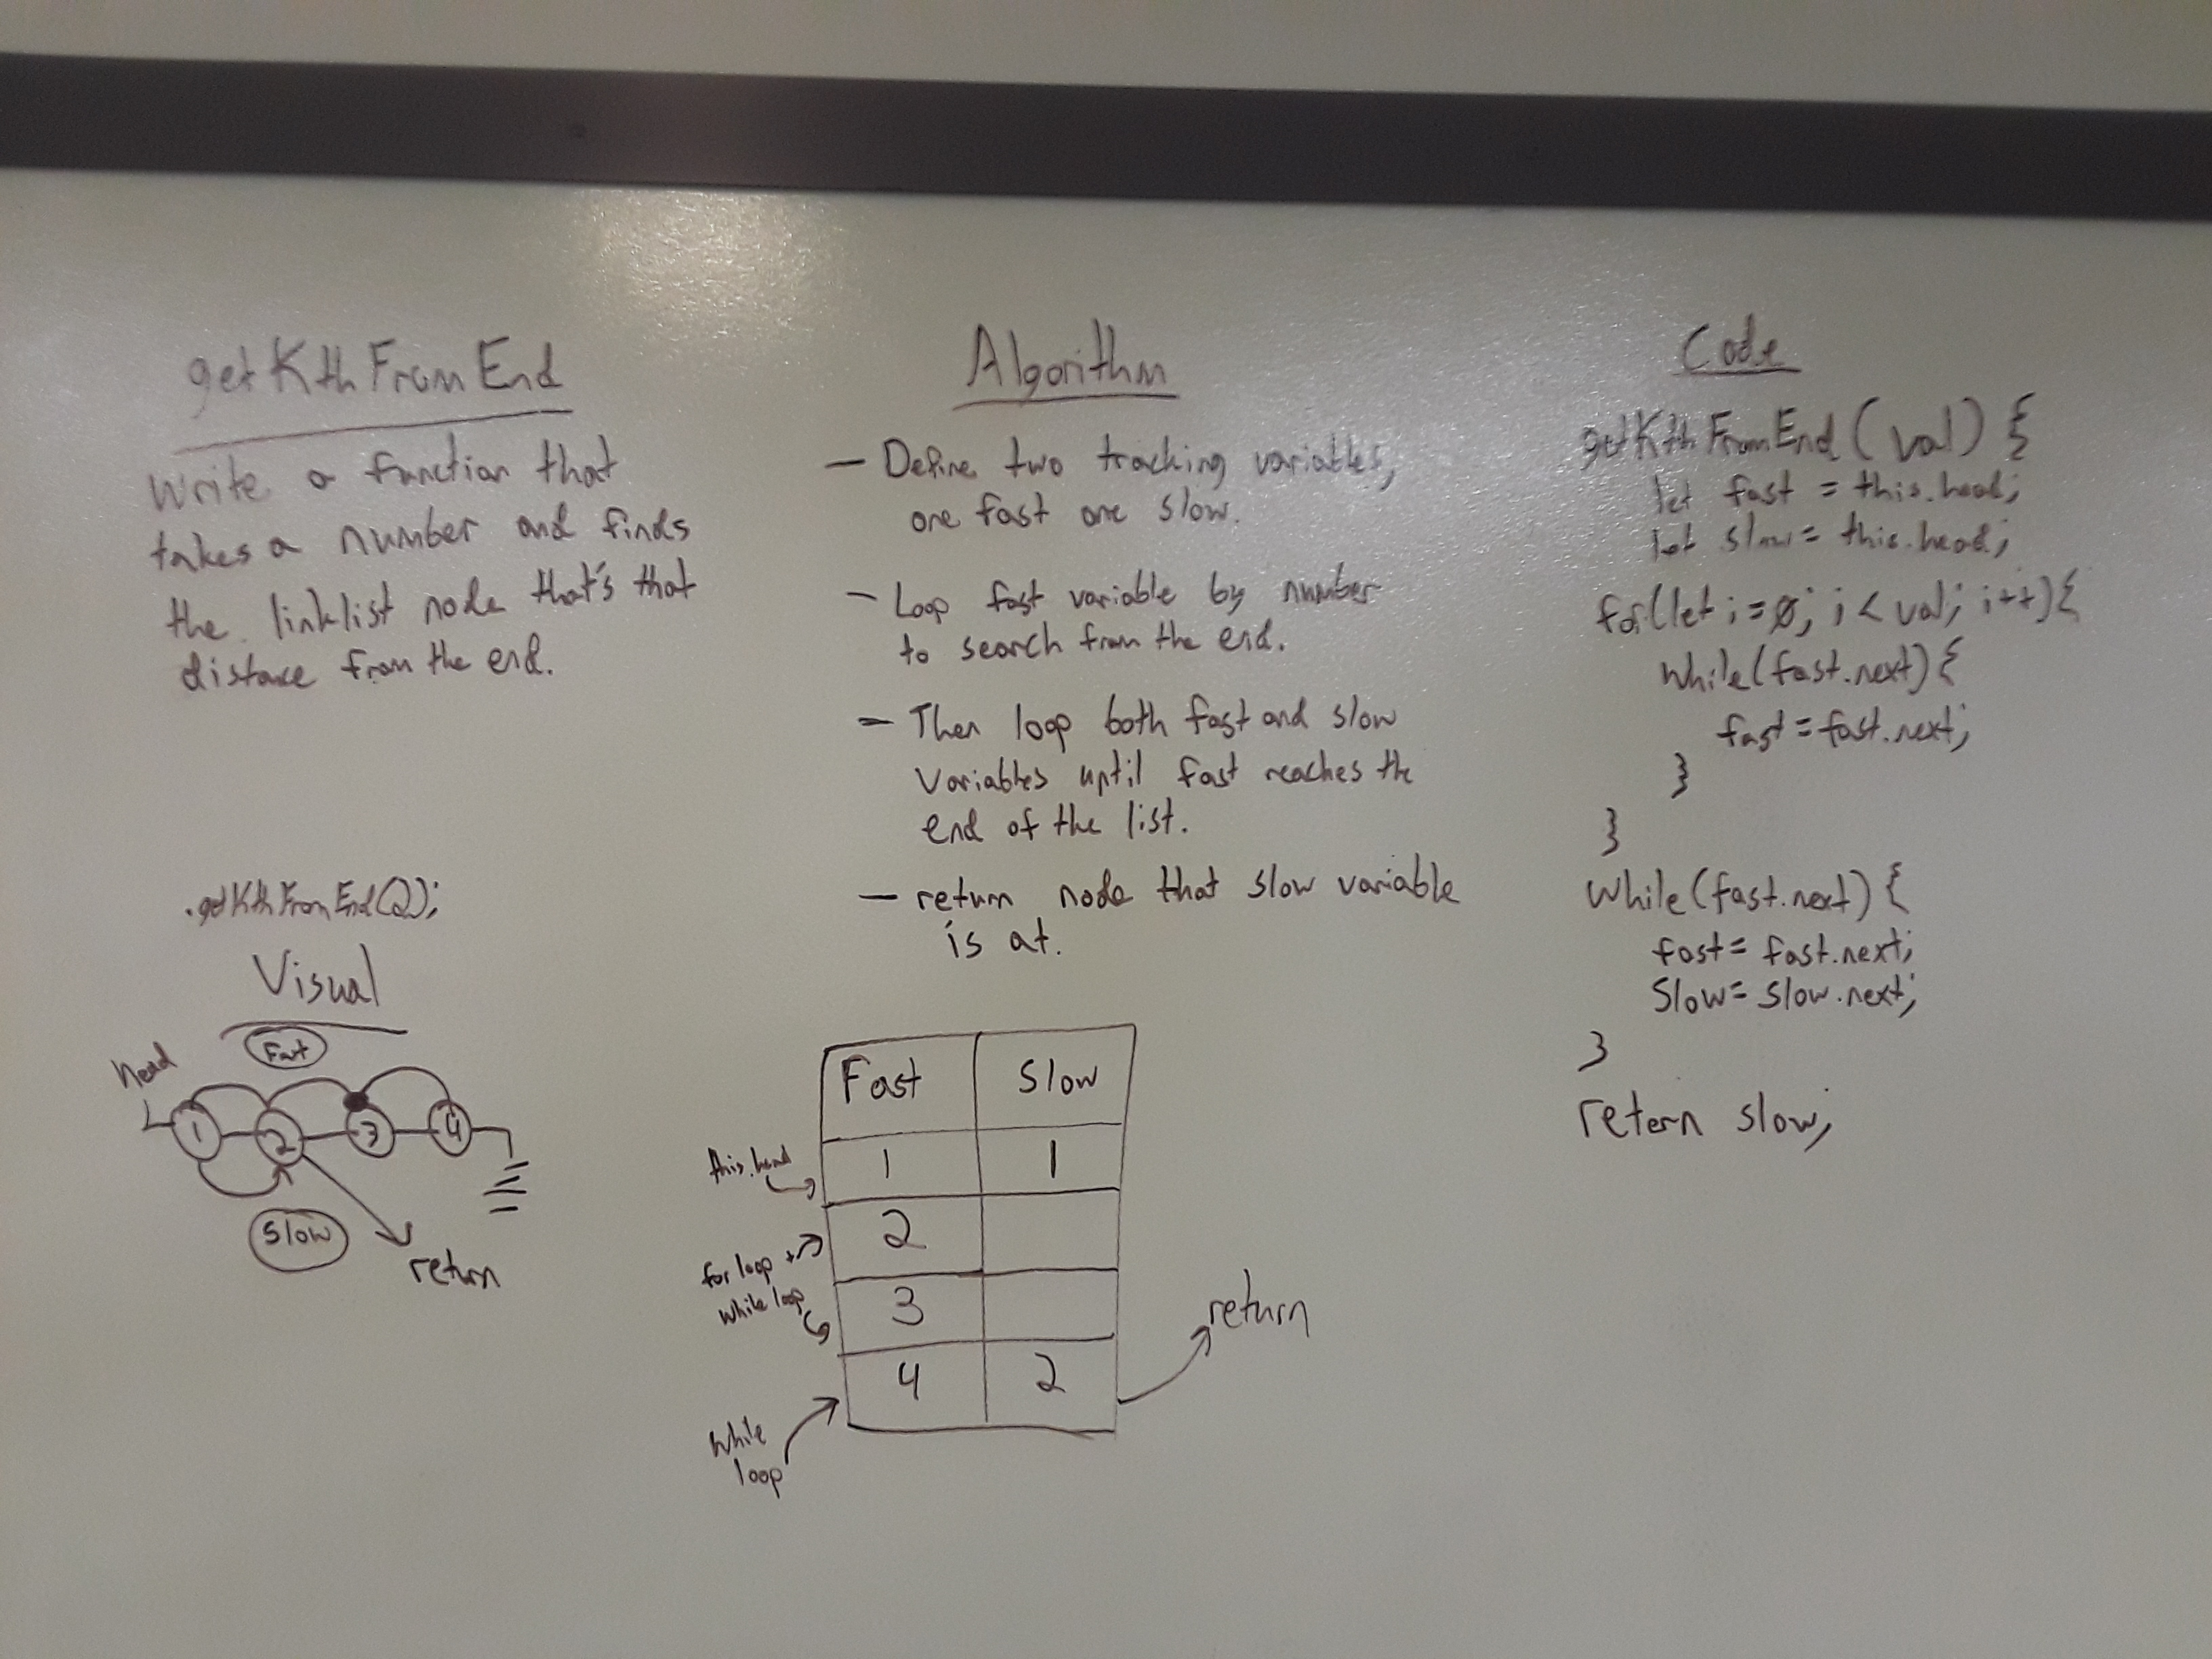 getKthFromEnd
Write a function that
takes a number and finds
the linklist node that's that
distance from the end.
.getKthFromEnd(2);
Visual
Fast
head
1
2
3
4
Slow
return
Algorithm
— Define two tracking variables,
one fast one slow.
— Loop fast variable by number
to search from the end.
— Then loop both fast and slow
variables until fast reaches the
end of the list.
— return node that slow variable
is at.
Fast Slow
this.head 1 1
for loop + 2
while loop 3
4 2
while
loop
return
Code
getKthFromEnd(val) {
let fast = this.head;
let slow = this.head;
for(let i=0; i < val; i++){
while(fast.next){
fast = fast.next;
}
}
while(fast.next){
fast = fast.next;
Slow = slow.next;
}
retern slow;